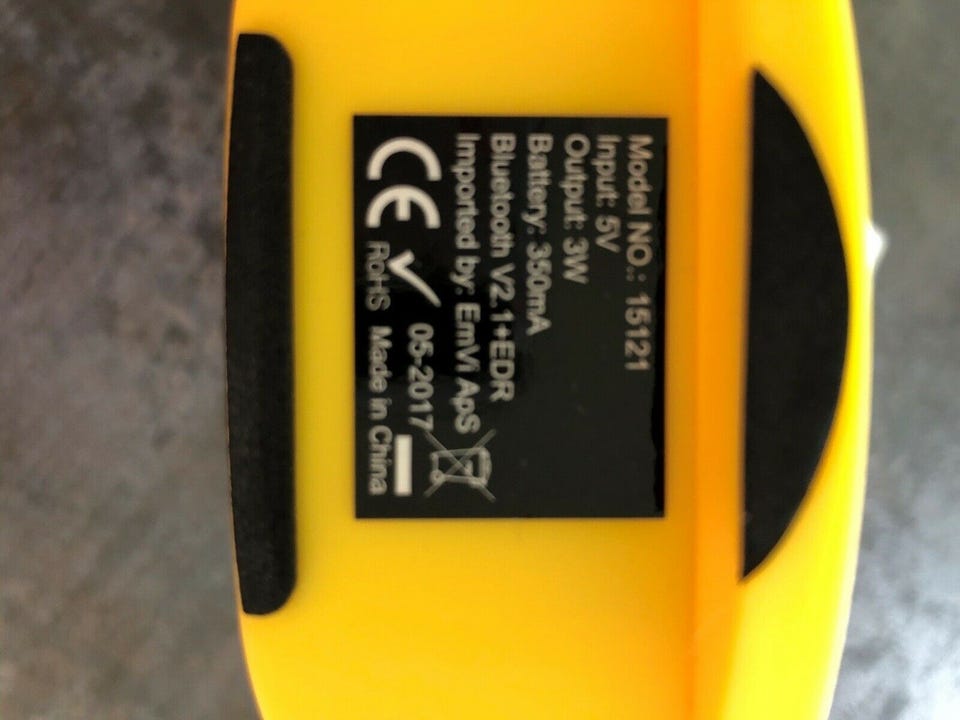 Model NO.: 15121
Input: 5V
Output: 3W
Battery: 350mA
Bluetooth V2.1+EDR
Imported by: EmVi ApS
CE 05-2017
RoHS Made in China